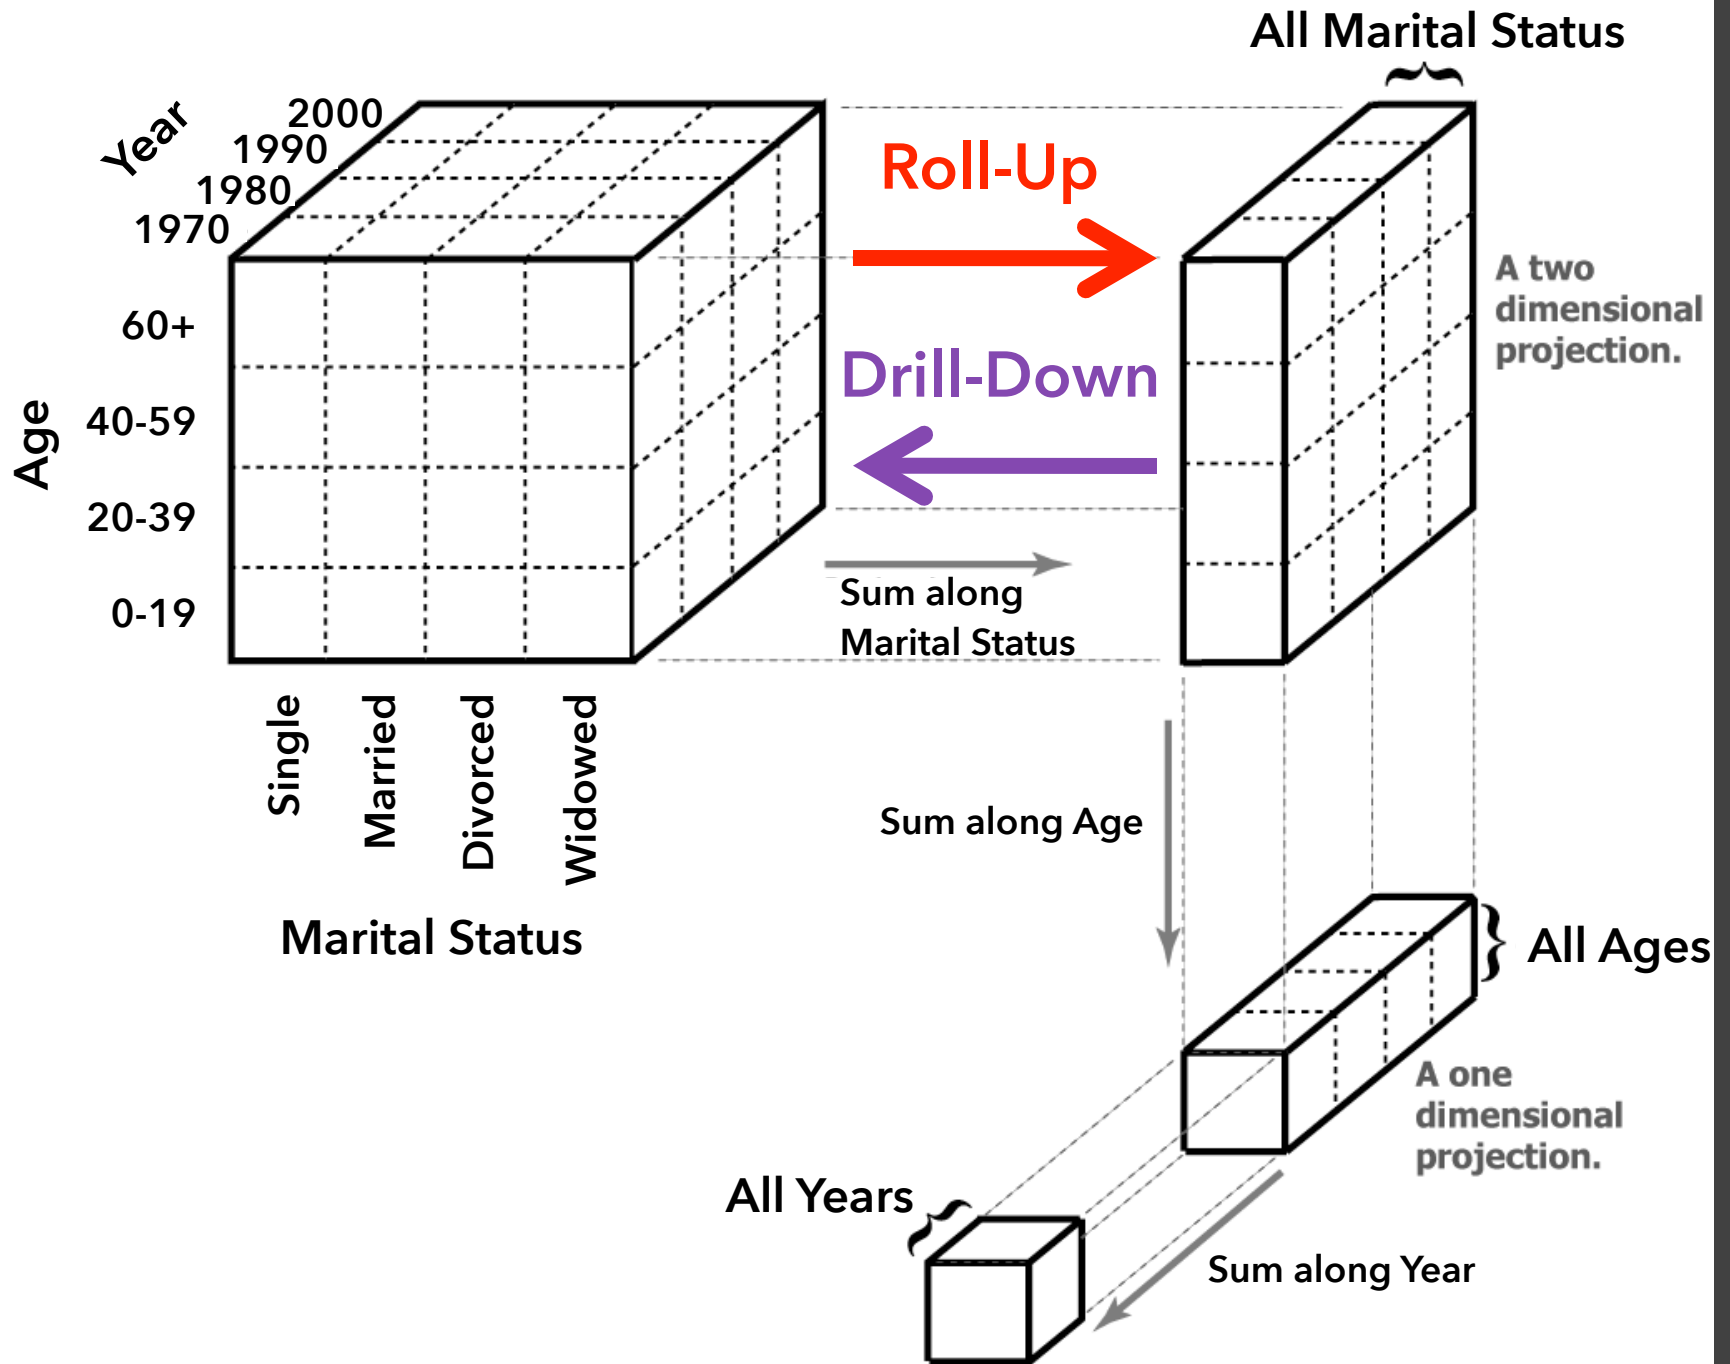 All Marital Status
Year
2000
1990
1980
1970
Roll-Up
A two
dimensional
projection.
Drill-Down
Age
60+
40-59
20-39
0-19
Sum along
Marital Status
Single
Married
Divorced
Widowed
Marital Status
Sum along Age
All Ages
A one
dimensional
projection.
All Years
Sum along Year